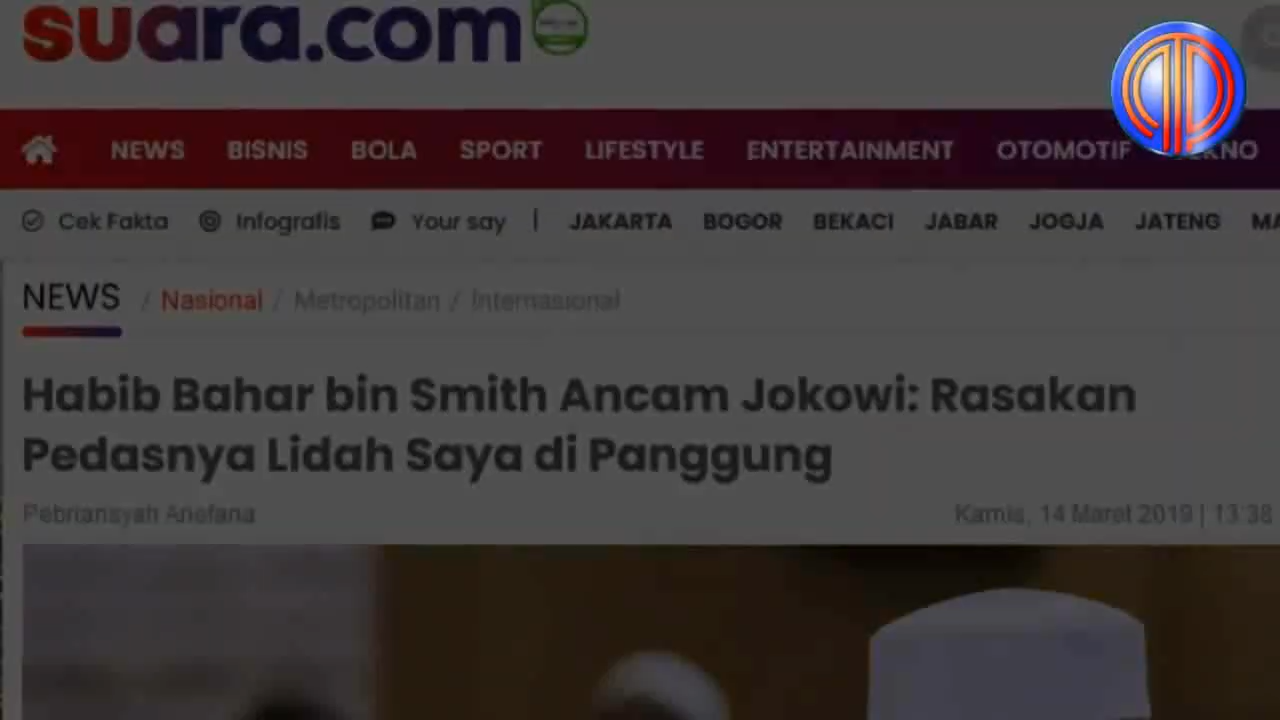 suara.com
NEWS BISNIS BOLA SPORT LIFESTYLE ENTERTAINMENT OTOMOTIF TEKNO
Cek Fakta Infografis Your say | JAKARTA BOGOR BEKACI JABAR JOGJA JATENG
NEWS / Nasional / Metropolitan / Internasional
Habib Bahar bin Smith Ancam Jokowi: Rasakan
Pedasnya Lidah Saya di Panggung
Pebriansyah Ariefana Kamis, 14 Maret 2019 | 13:38